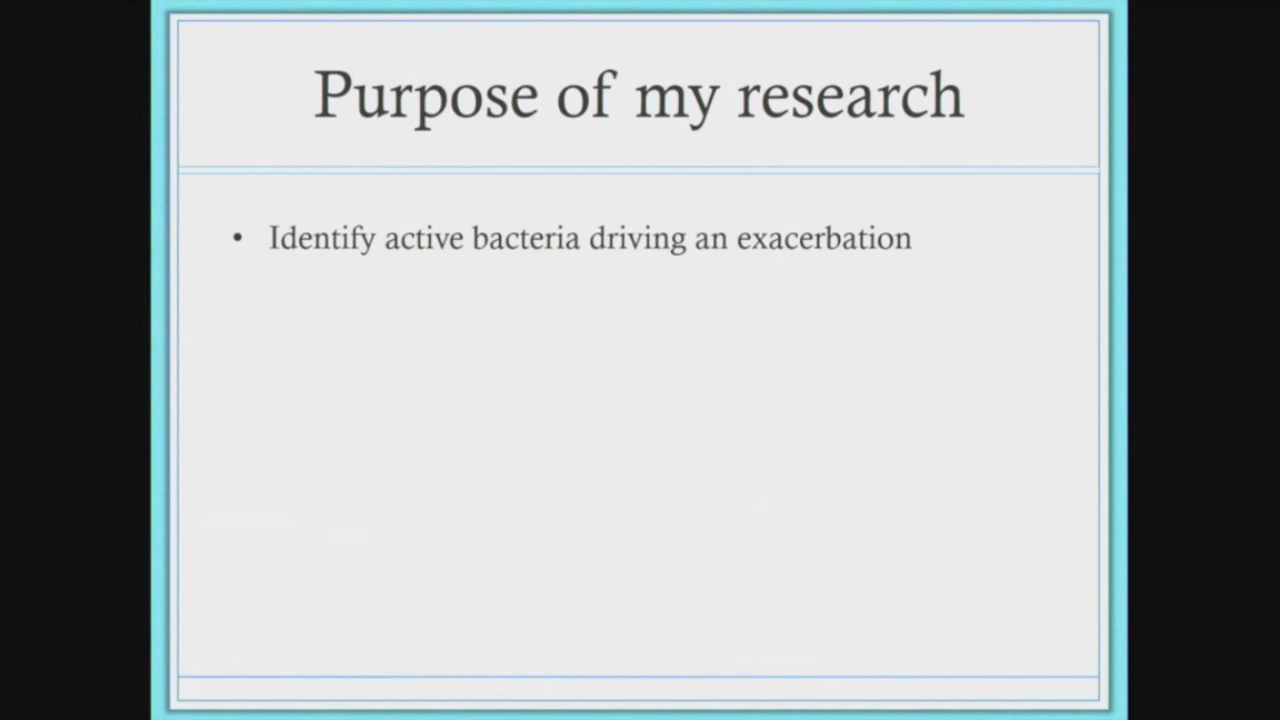 Purpose of my research
• Identify active bacteria driving an exacerbation